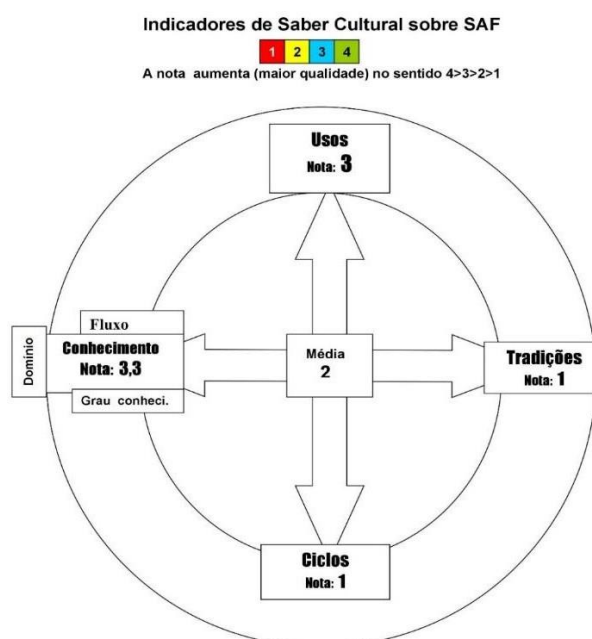 Indicadores de Saber Cultural sobre SAF
1 2 3 4
A nota aumenta (maior qualidade) no sentido 4>3>2>1
Usos
Nota: 3
Fluxo
Domínio
Conhecimento
Nota: 3,3
Grau conheci.
Média
2
Tradições
Nota: 1
Ciclos
Nota: 1